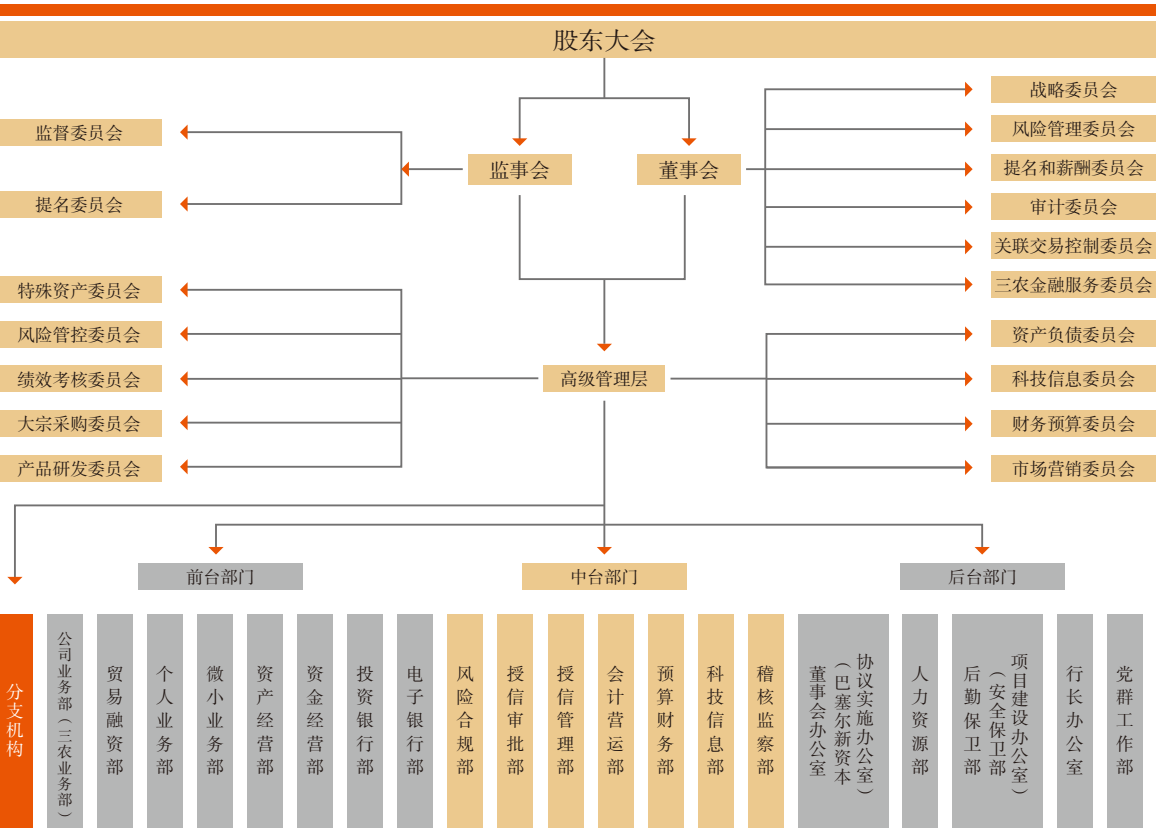 股东大会
战略委员会
监督委员会
风险管理委员会
监事会
董事会
提名和薪酬委员会
提名委员会
审计委员会
关联交易控制委员会
三农金融服务委员会
特殊资产委员会
风险管控委员会
资产负债委员会
绩效考核委员会
高级管理层
科技信息委员会
大宗采购委员会
财务预算委员会
产品研发委员会
市场营销委员会
前台部门
中台部门
后台部门
分支机构
公司业务部（三农业务部）
贸易融资部
个人业务部
微小业务部
资产经营部
资金经营部
投资银行部
电子银行部
风险合规部
授信审批部
授信管理部
会计营运部
预算财务部
科技信息部
稽核监察部
董事会办公室
（巴塞尔新资本
协议实施办公室）
人力资源部
后勤保卫部
（安全保卫部
项目建设办公室）
行长办公室
党群工作部